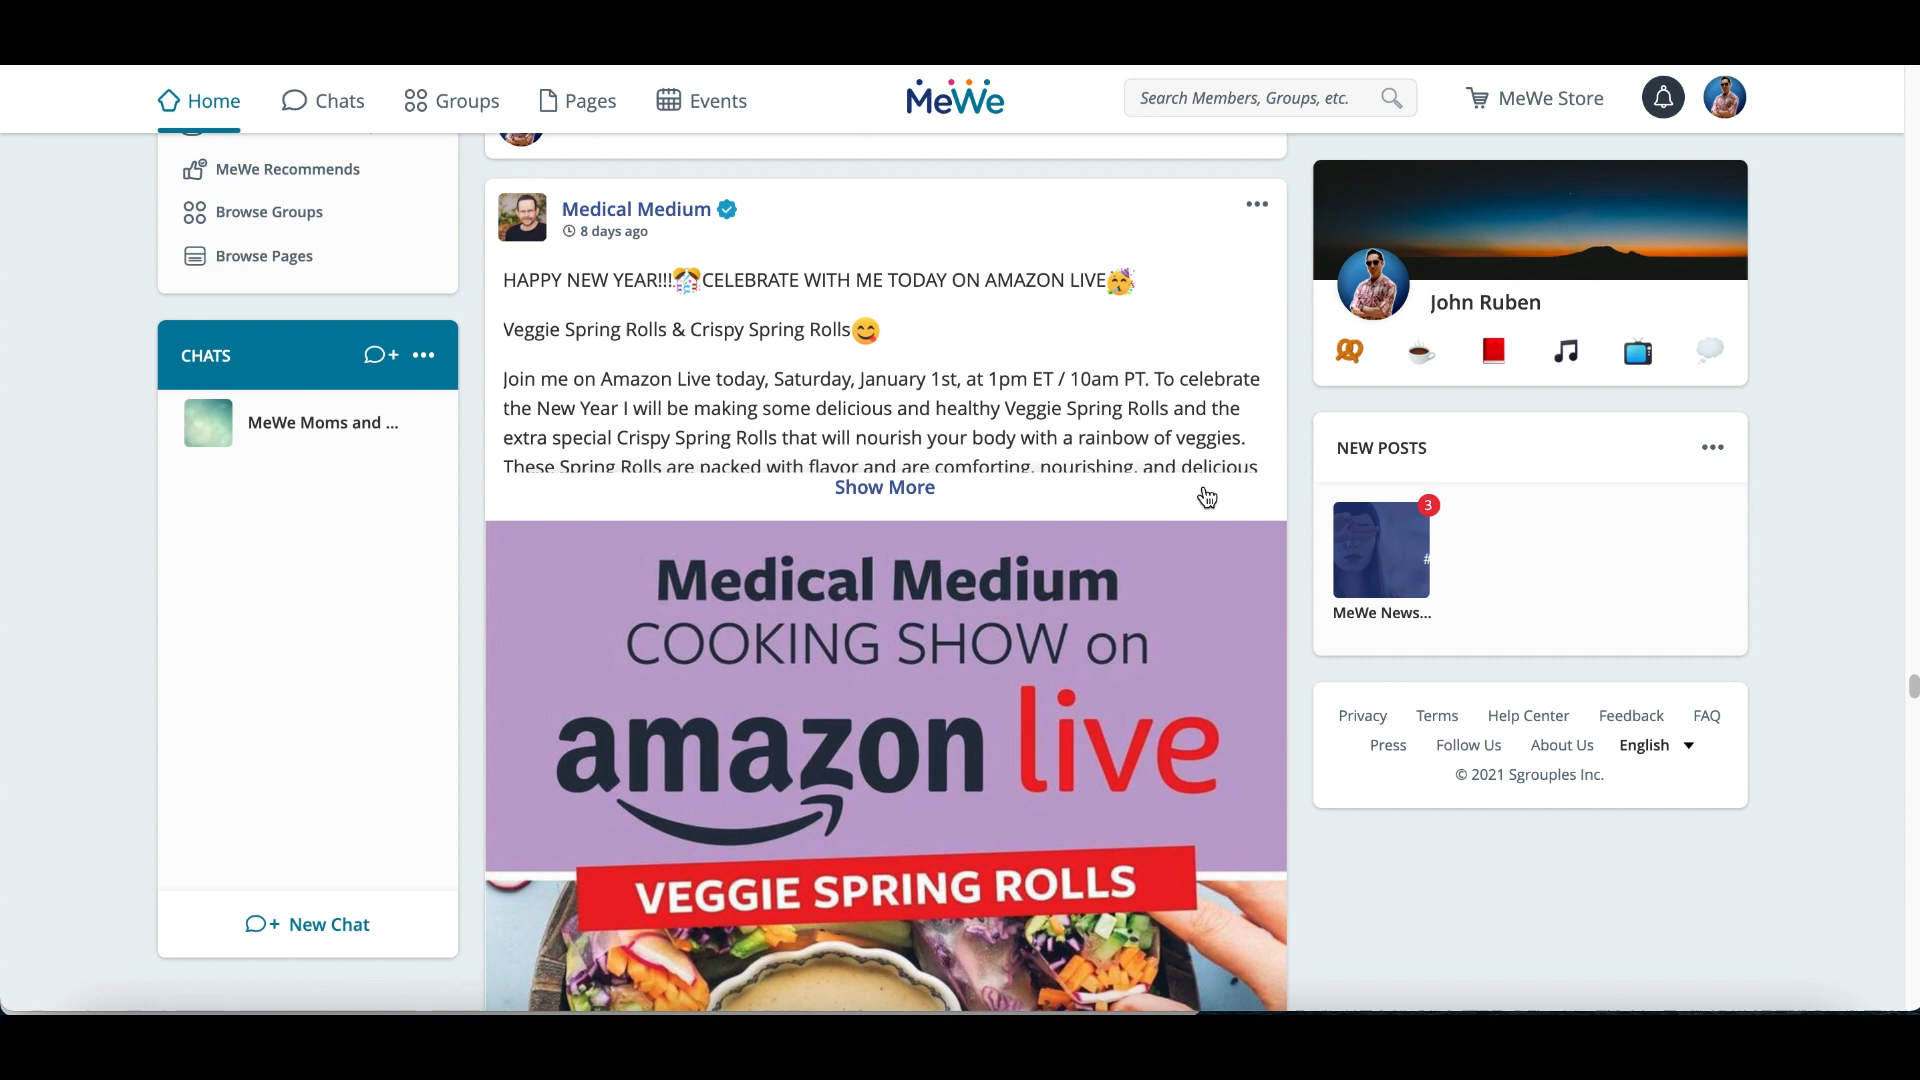 Home
Chats
Groups
Pages
Events
MeWe
Search Members, Groups, etc.
MeWe Store
MeWe Recommends
Browse Groups
Browse Pages
CHATS
MeWe Moms and ...
New Chat
Medical Medium
8 days ago
HAPPY NEW YEAR!!!🎊CELEBRATE WITH ME TODAY ON AMAZON LIVE🥳
Veggie Spring Rolls & Crispy Spring Rolls😋
Join me on Amazon Live today, Saturday, January 1st, at 1pm ET / 10am PT. To celebrate
the New Year I will be making some delicious and healthy Veggie Spring Rolls and the
extra special Crispy Spring Rolls that will nourish your body with a rainbow of veggies.
These Spring Rolls are packed with flavor and are comforting, nourishing, and delicious
Show More
Medical Medium
COOKING SHOW on
amazon live
VEGGIE SPRING ROLLS
John Ruben
NEW POSTS
3
#
MeWe News...
Privacy Terms Help Center Feedback FAQ
Press Follow Us About Us English
© 2021 Sgrouples Inc.